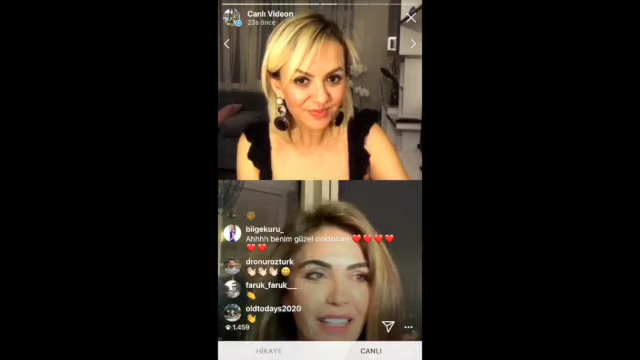 Canlı Videon
23s önce
bilgekuru_
Ahhhh benim güzel doktorum ❤️❤️❤️❤️
❤️❤️
dronurozturk
👏🏻👏🏻👏🏻😀
faruk_faruk___
👏
oldtodays2020
👋
1.459
HİKAYE
CANLI